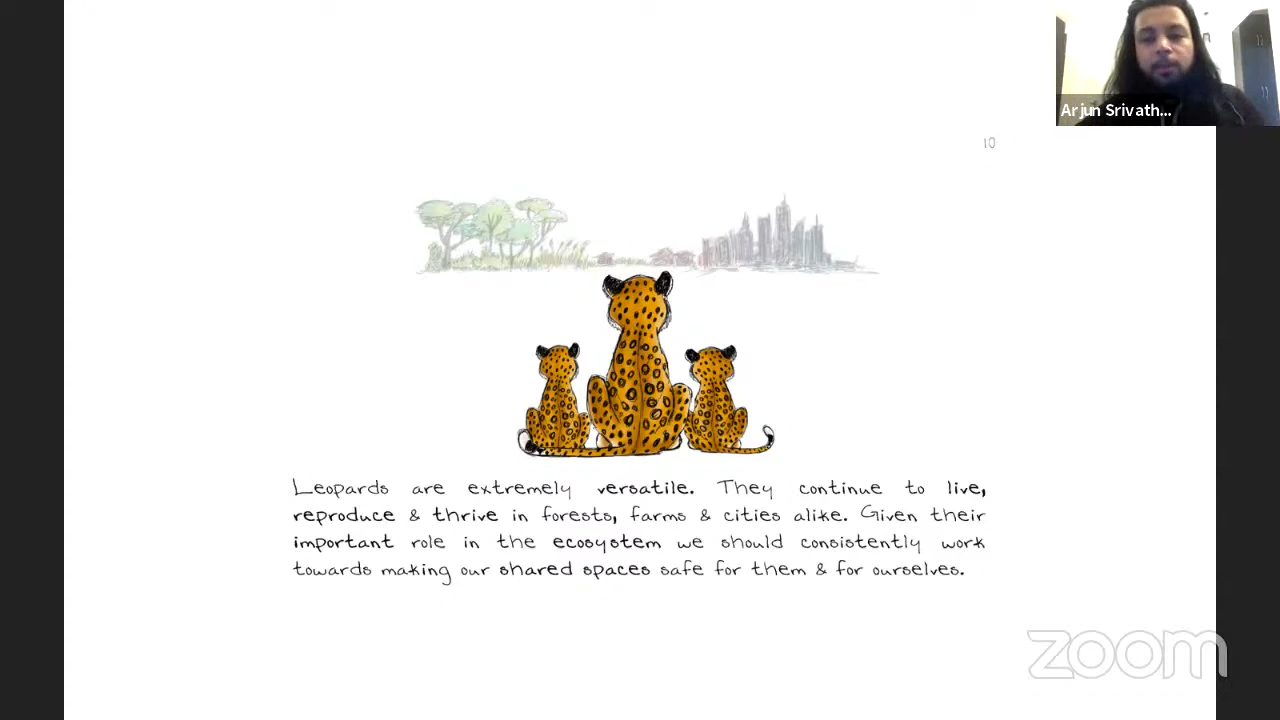 Arjun Srivath...
10
Leopards are extremely versatile. They continue to live,
reproduce & thrive in forests, farms & cities alike. Given their
important role in the ecosystem we should consistently work
towards making our shared spaces safe for them & for ourselves.
zoom